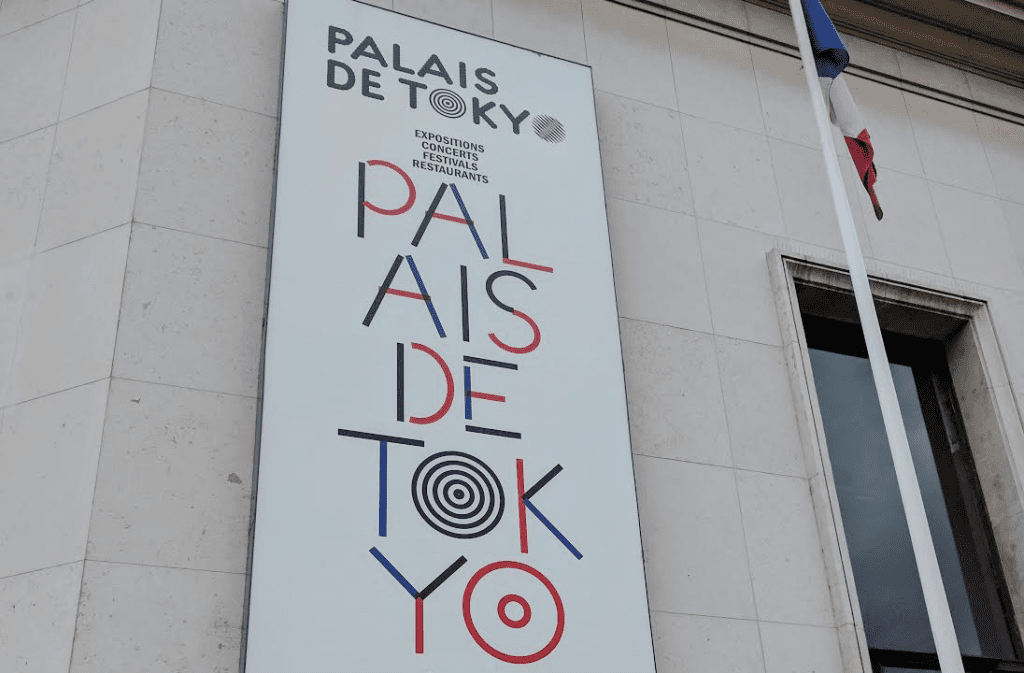 PALAIS
DE TOKYO
EXPOSITIONS
CONCERTS
FESTIVALS
RESTAURANTS
PAL
AIS
DE
TOK
YO